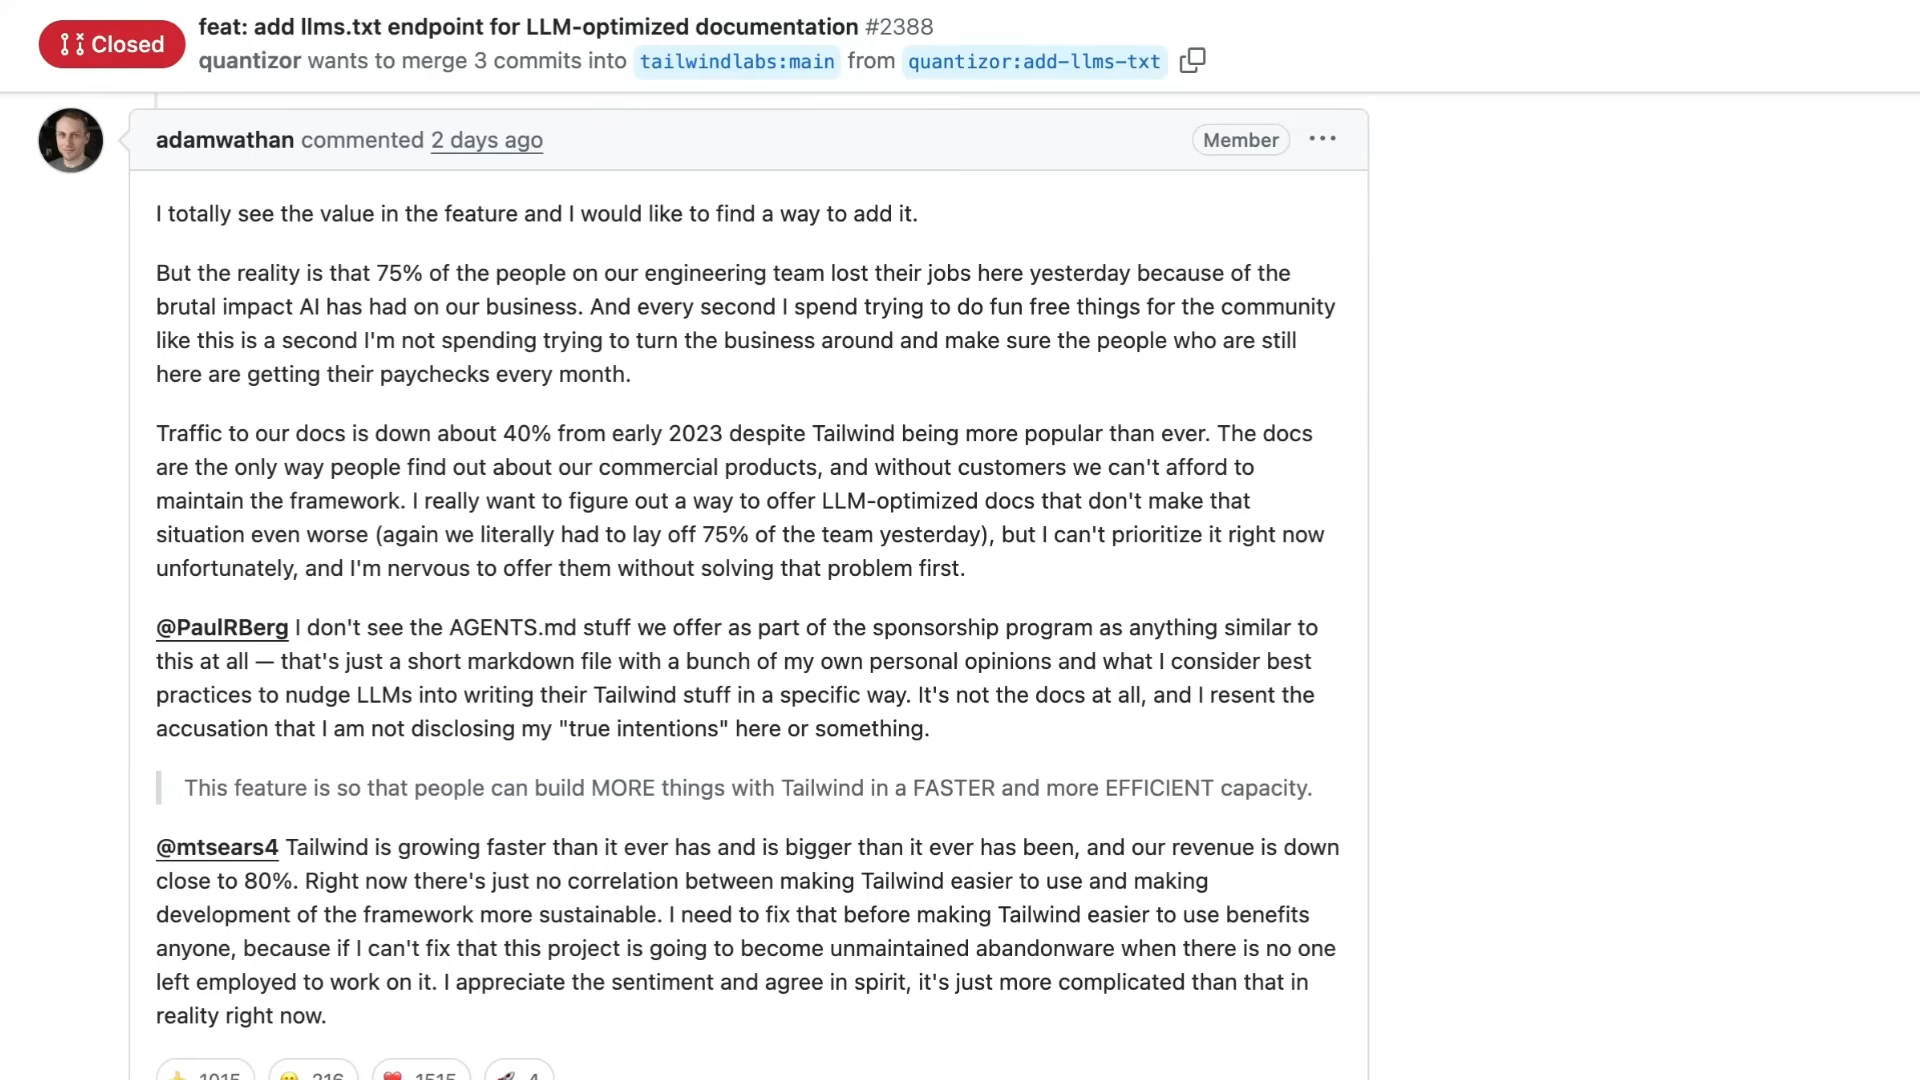 Closed
feat: add llms.txt endpoint for LLM-optimized documentation #2388
quantizor wants to merge 3 commits into tailwindlabs:main from quantizor:add-llms-txt
adamwathan commented 2 days ago
Member
I totally see the value in the feature and I would like to find a way to add it.
But the reality is that 75% of the people on our engineering team lost their jobs here yesterday because of the
brutal impact AI has had on our business. And every second I spend trying to do fun free things for the community
like this is a second I'm not spending trying to turn the business around and make sure the people who are still
here are getting their paychecks every month.
Traffic to our docs is down about 40% from early 2023 despite Tailwind being more popular than ever. The docs
are the only way people find out about our commercial products, and without customers we can't afford to
maintain the framework. I really want to figure out a way to offer LLM-optimized docs that don't make that
situation even worse (again we literally had to lay off 75% of the team yesterday), but I can't prioritize it right now
unfortunately, and I'm nervous to offer them without solving that problem first.
@PaulRBerg I don't see the AGENTS.md stuff we offer as part of the sponsorship program as anything similar to
this at all — that's just a short markdown file with a bunch of my own personal opinions and what I consider best
practices to nudge LLMs into writing their Tailwind stuff in a specific way. It's not the docs at all, and I resent the
accusation that I am not disclosing my "true intentions" here or something.
This feature is so that people can build MORE things with Tailwind in a FASTER and more EFFICIENT capacity.
@mtsears4 Tailwind is growing faster than it ever has and is bigger than it ever has been, and our revenue is down
close to 80%. Right now there's just no correlation between making Tailwind easier to use and making
development of the framework more sustainable. I need to fix that before making Tailwind easier to use benefits
anyone, because if I can't fix that this project is going to become unmaintained abandonware when there is no one
left employed to work on it. I appreciate the sentiment and agree in spirit, it's just more complicated than that in
reality right now.
1015 216 1515 4